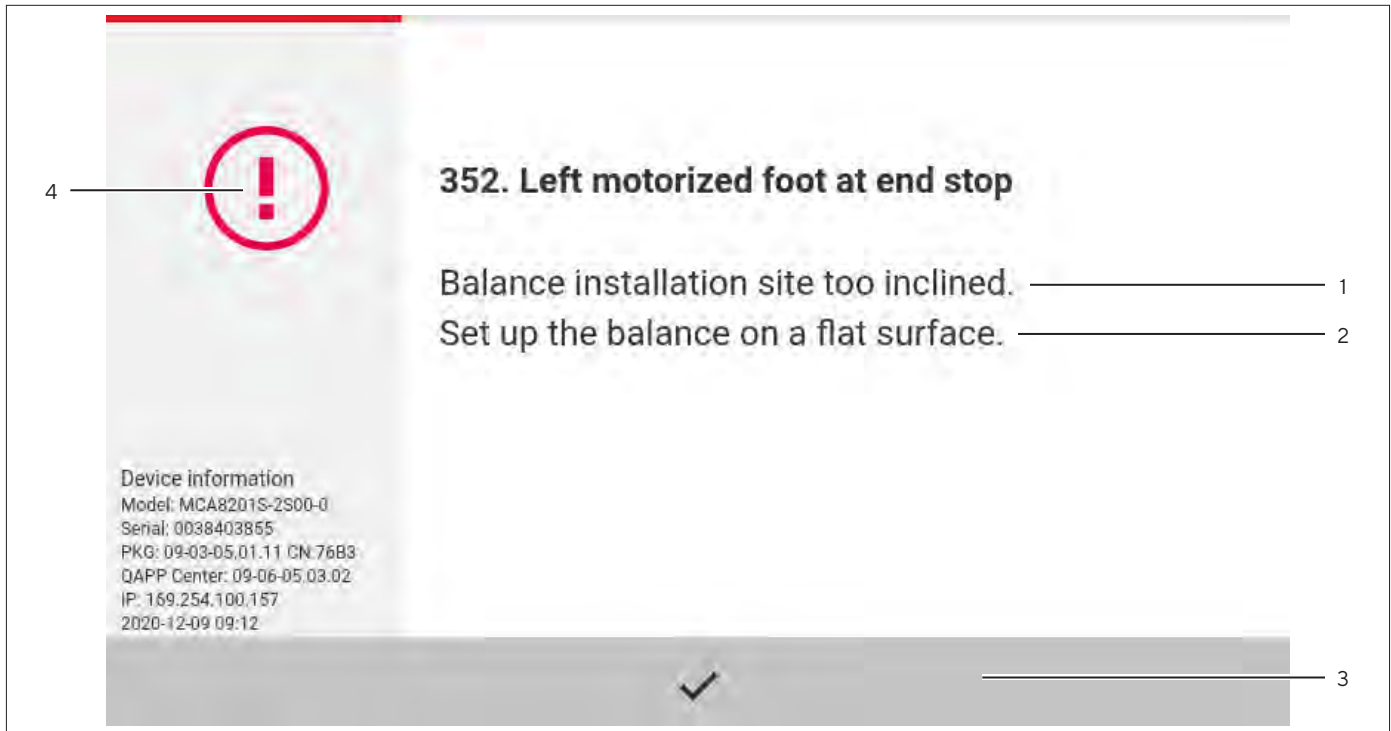 4
352. Left motorized foot at end stop
Balance installation site too inclined.
1
Set up the balance on a flat surface.
2
Device information
Model: MCA8201S-2S00-0
Serial: 0038403855
PKG: 09-03-05.01.11 CN:76B3
QAPP Center: 09-06-05.03.02
IP: 169.254.100.157
2020-12-09 09:12
3